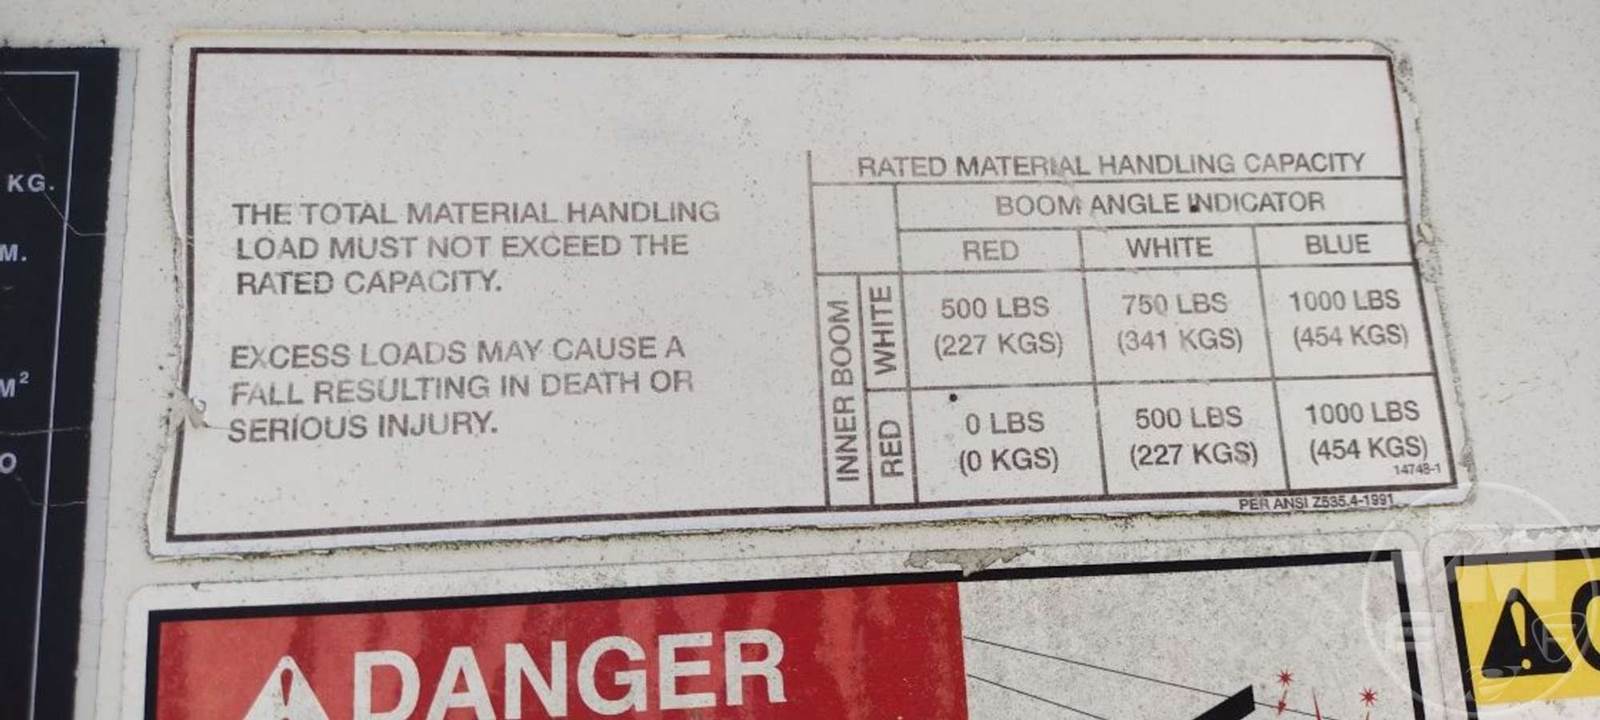 KG.
M.
M²
O
THE TOTAL MATERIAL HANDLING
LOAD MUST NOT EXCEED THE
RATED CAPACITY.
EXCESS LOADS MAY CAUSE A
FALL RESULTING IN DEATH OR
SERIOUS INJURY.
RATED MATERIAL HANDLING CAPACITY
BOOM ANGLE INDICATOR
RED WHITE BLUE
INNER BOOM
WHITE
500 LBS 750 LBS 1000 LBS
(227 KGS) (341 KGS) (454 KGS)
RED
0 LBS 500 LBS 1000 LBS
(0 KGS) (227 KGS) (454 KGS)
14748-1
PER ANSI Z535.4-1991
DANGER